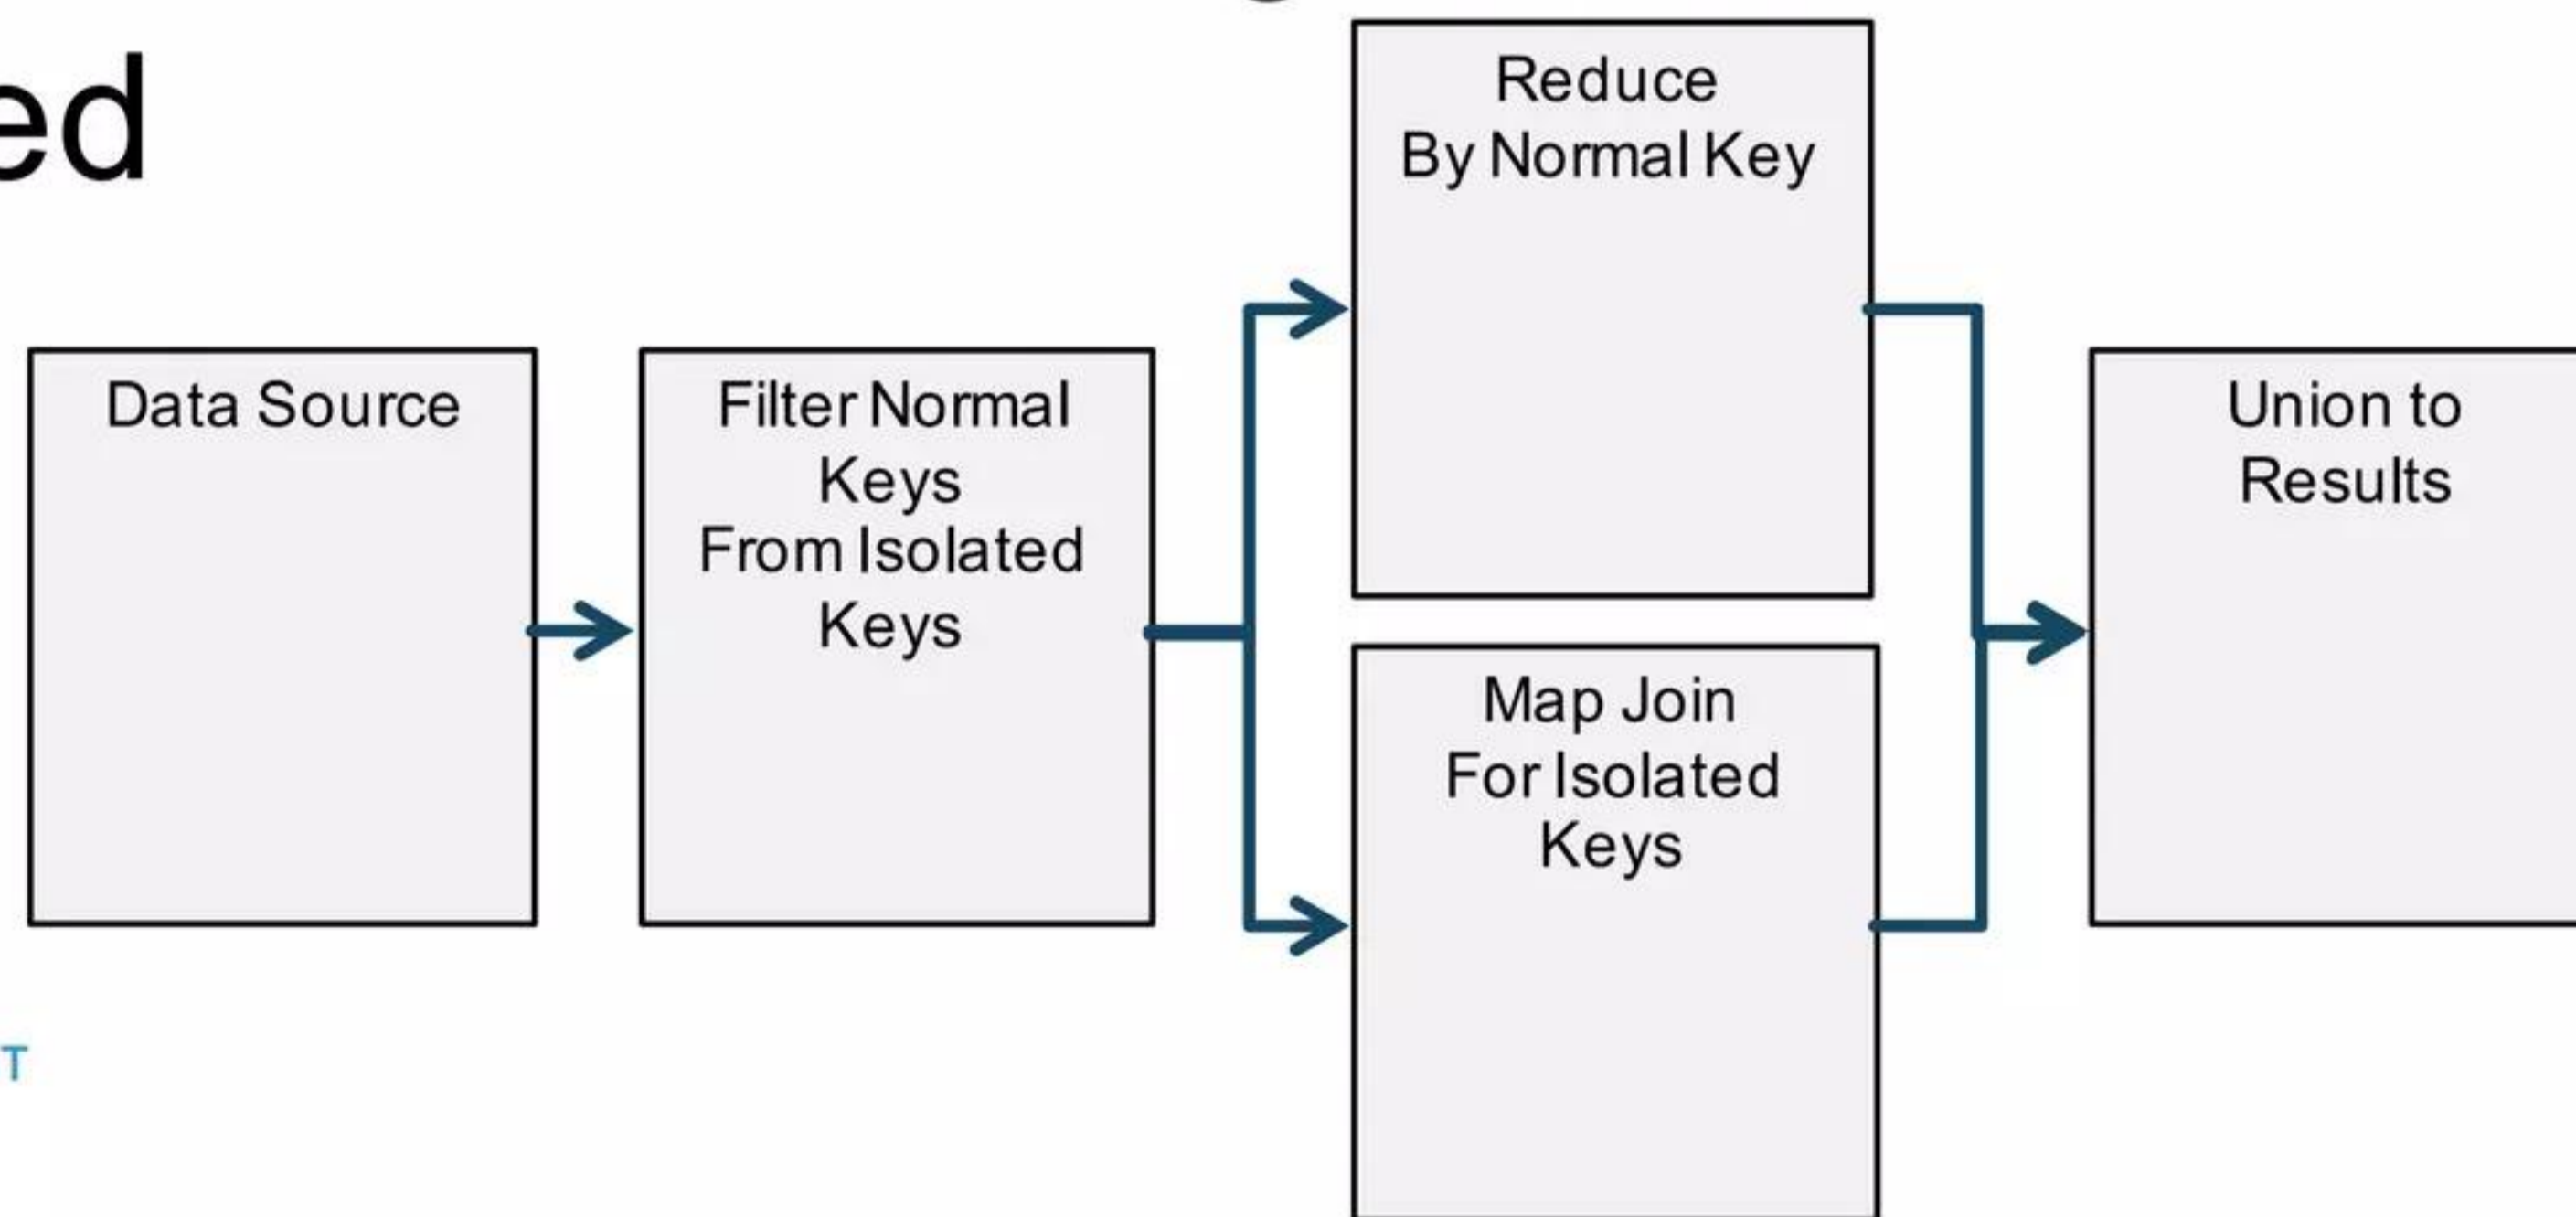 ed
Data Source
Filter Normal
Keys
From Isolated
Keys
Reduce
By Normal Key
Map Join
For Isolated
Keys
Union to
Results
T